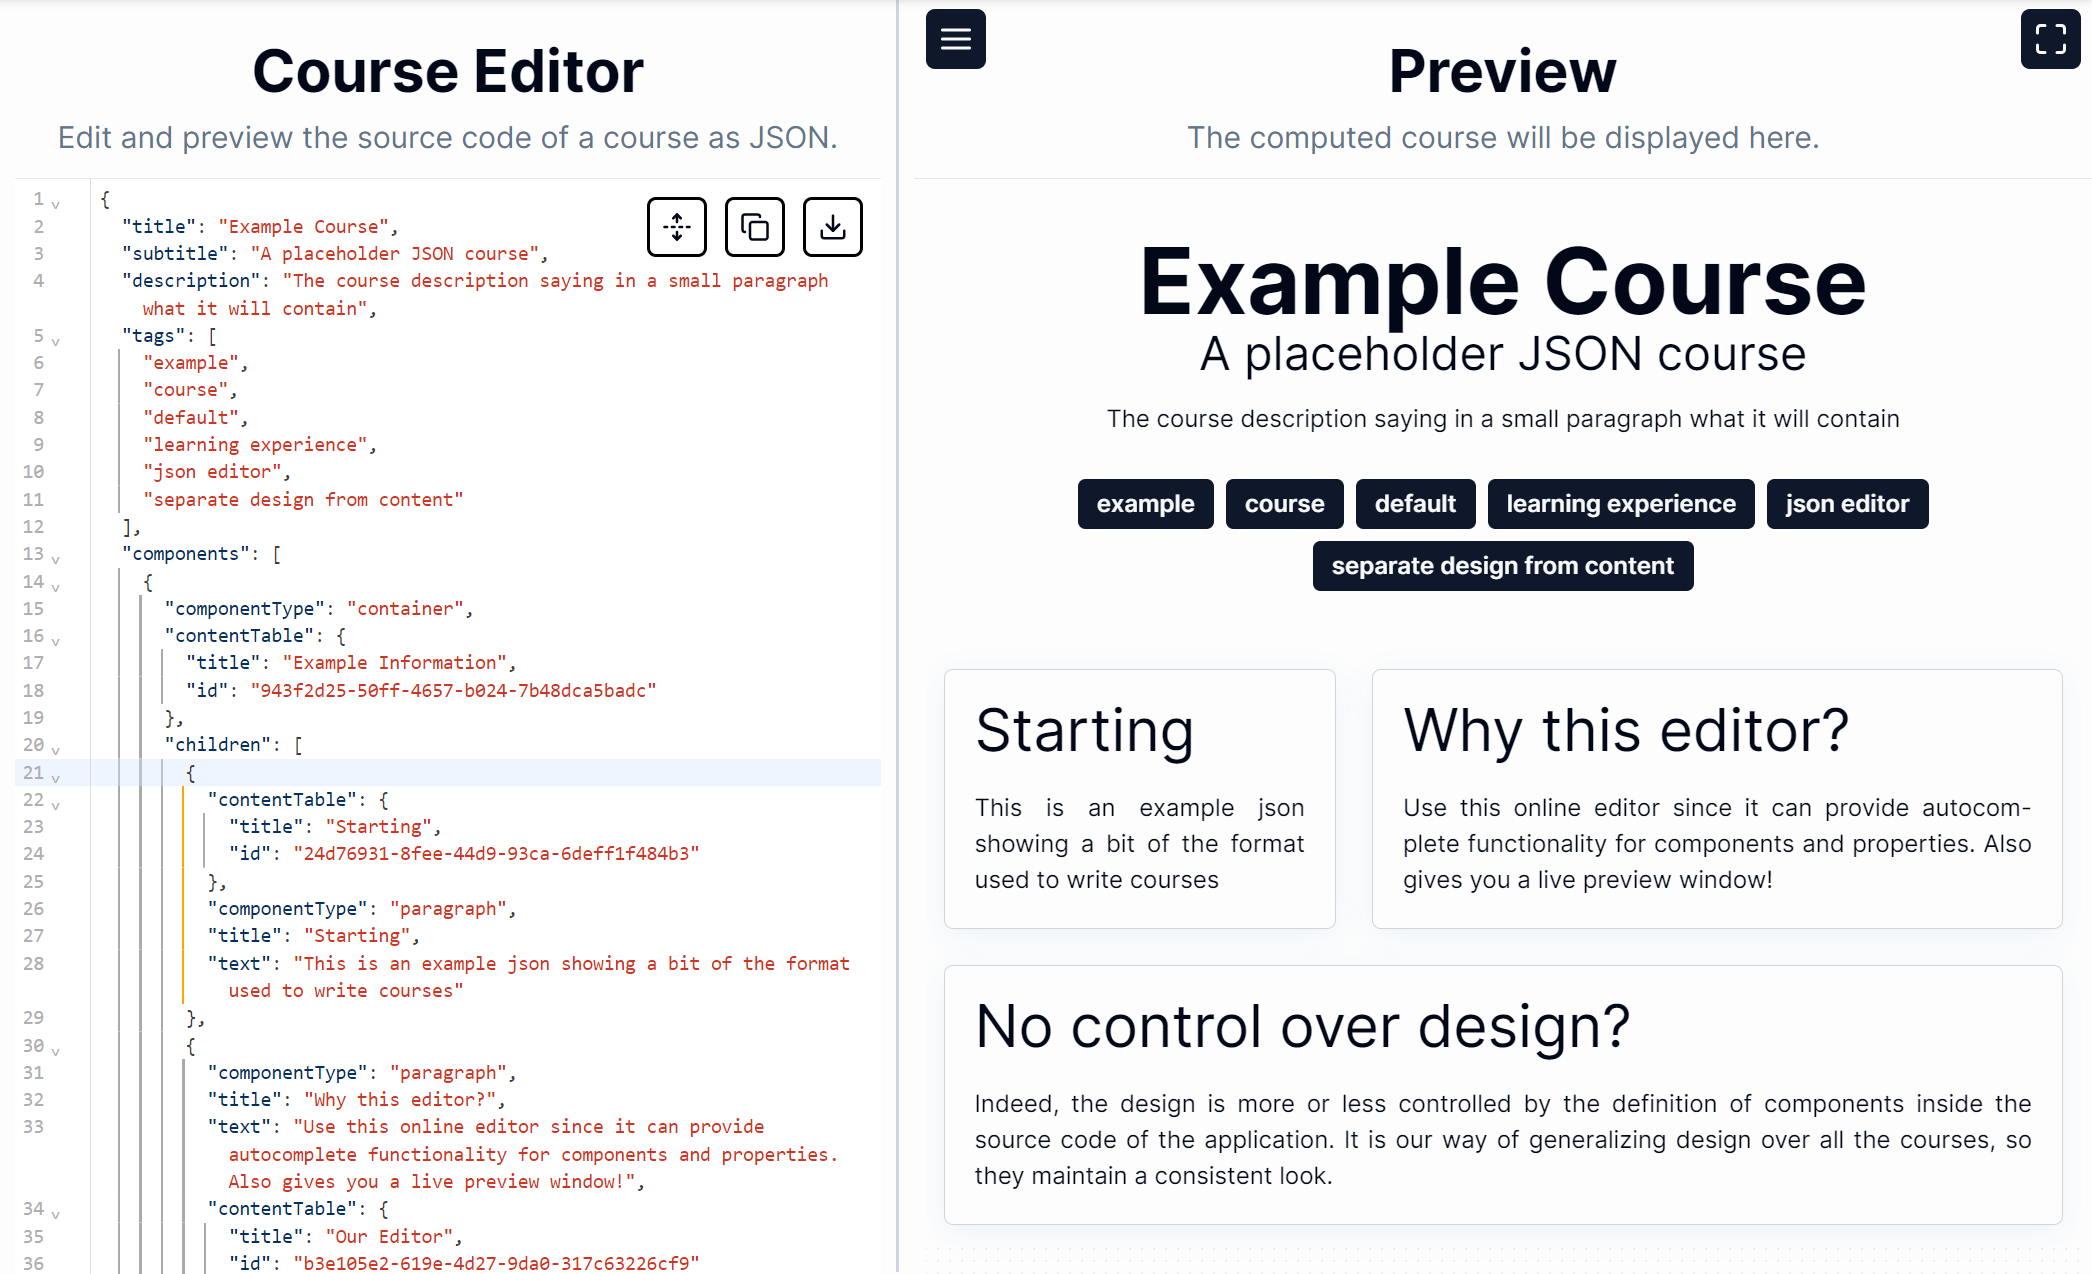 Course Editor
Edit and preview the source code of a course as JSON.
1 {
2 "title": "Example Course",
3 "subtitle": "A placeholder JSON course",
4 "description": "The course description saying in a small paragraph
what it will contain",
5 "tags": [
6 "example",
7 "course",
8 "default",
9 "learning experience",
10 "json editor",
11 "separate design from content"
12 ],
13 "components": [
14 {
15 "componentType": "container",
16 "contentTable": {
17 "title": "Example Information",
18 "id": "943f2d25-50ff-4657-b024-7b48dca5badc"
19 },
20 "children": [
21 {
22 "contentTable": {
23 "title": "Starting",
24 "id": "24d76931-8fee-44d9-93ca-6deff1f484b3"
25 },
26 "componentType": "paragraph",
27 "title": "Starting",
28 "text": "This is an example json showing a bit of the format
used to write courses"
29 },
30 {
31 "componentType": "paragraph",
32 "title": "Why this editor?",
33 "text": "Use this online editor since it can provide
autocomplete functionality for components and properties.
Also gives you a live preview window!",
34 "contentTable": {
35 "title": "Our Editor",
36 "id": "b3e105e2-619e-4d27-9da0-317c63226cf9"
Preview
The computed course will be displayed here.
Example Course
A placeholder JSON course
The course description saying in a small paragraph what it will contain
example course default learning experience json editor
separate design from content
Starting
This is an example json
showing a bit of the format
used to write courses
Why this editor?
Use this online editor since it can provide autocom-
plete functionality for components and properties. Also
gives you a live preview window!
No control over design?
Indeed, the design is more or less controlled by the definition of components inside the
source code of the application. It is our way of generalizing design over all the courses, so
they maintain a consistent look.